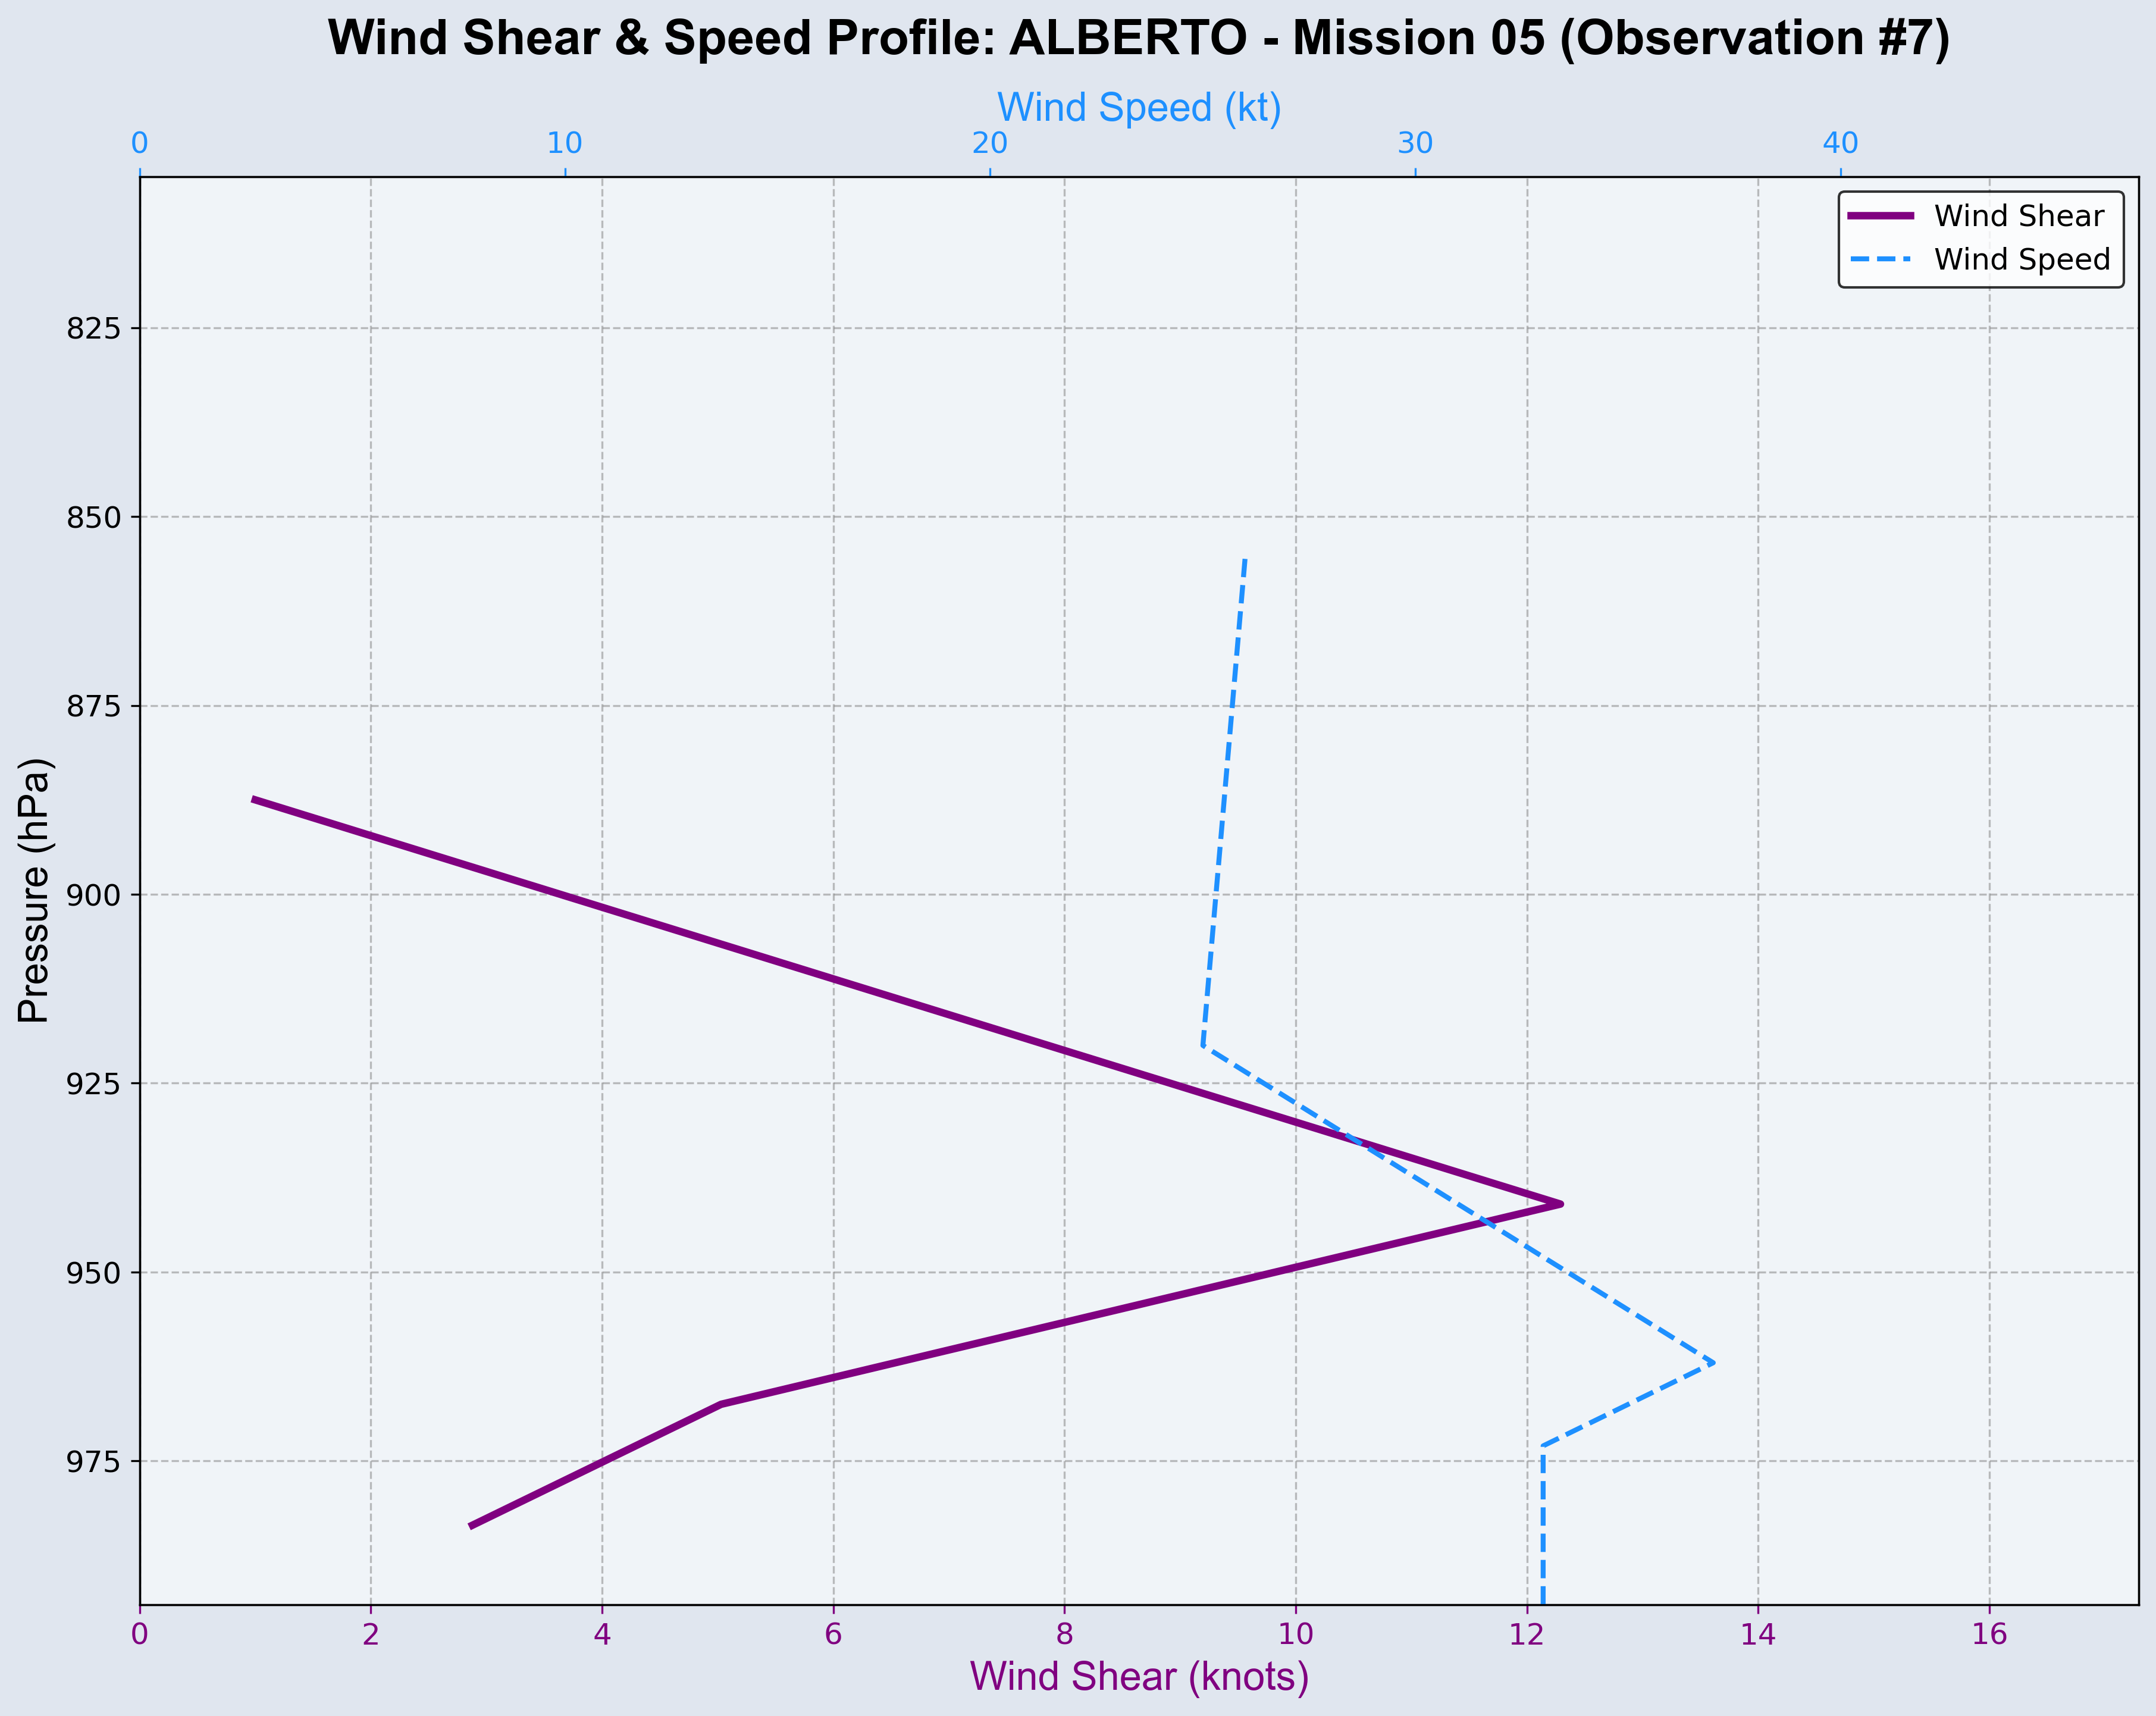 Wind Shear & Speed Profile: ALBERTO - Mission 05 (Observation #7)
Wind Speed (kt)
0 10 20 30 40
Wind Shear
Wind Speed
825
850
875
900
925
950
975
Pressure (hPa)
0 2 4 6 8 10 12 14 16
Wind Shear (knots)